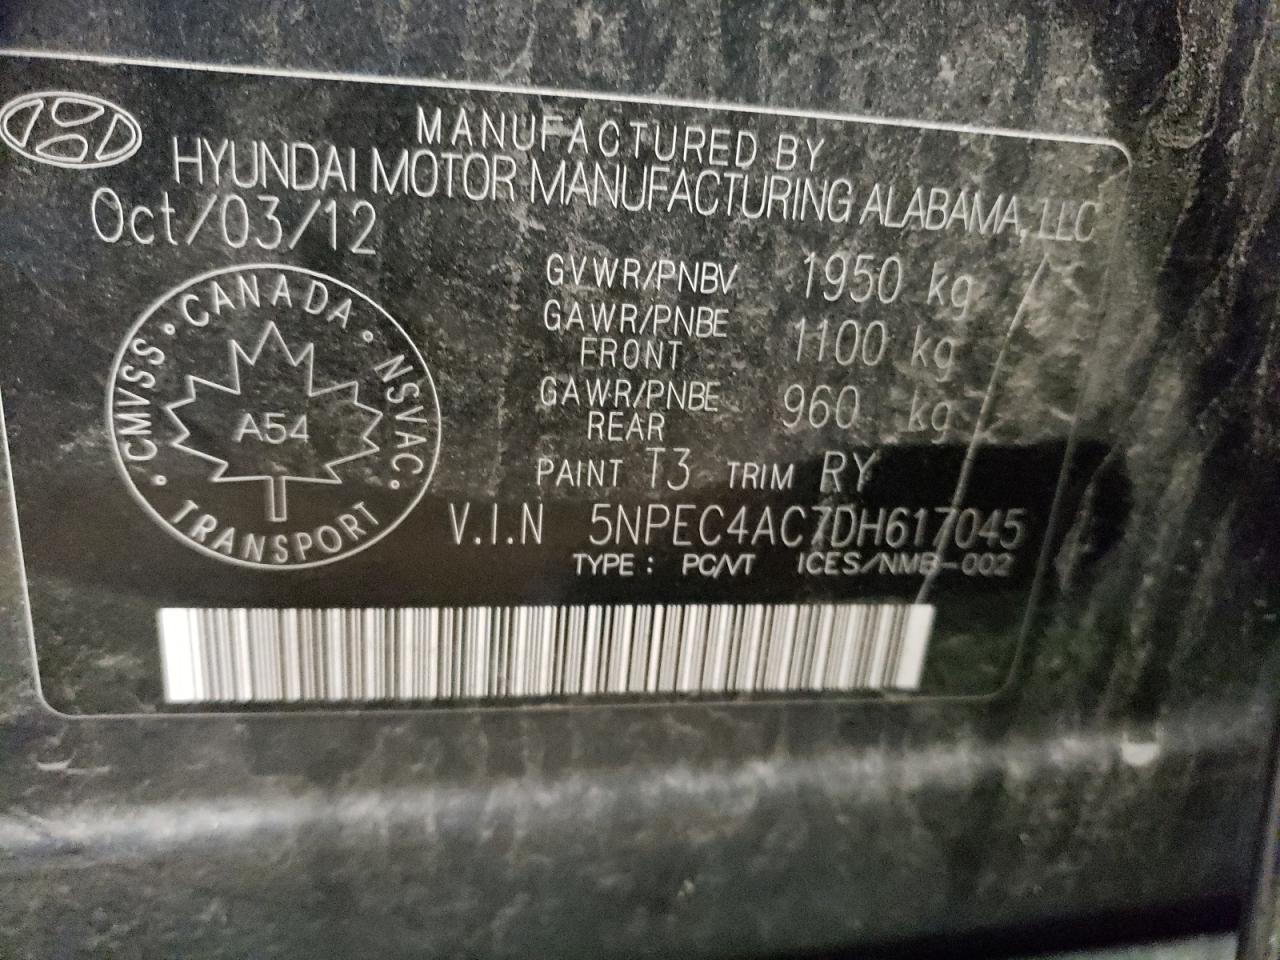 MANUFACTURED BY
HYUNDAI MOTOR MANUFACTURING ALABAMA, LLC
Oct/03/12
GVWR/PNBV 1950 kg
GAWR/PNBE FRONT 1100 kg
GAWR/PNBE REAR 960 kg
PAINT T3 TRIM RY
V.I.N 5NPEC4AC7DH617045
TYPE : PC/VT ICES/NMB-002
CMVSS • CANADA • NSVAC •
A54
TRANSPORT